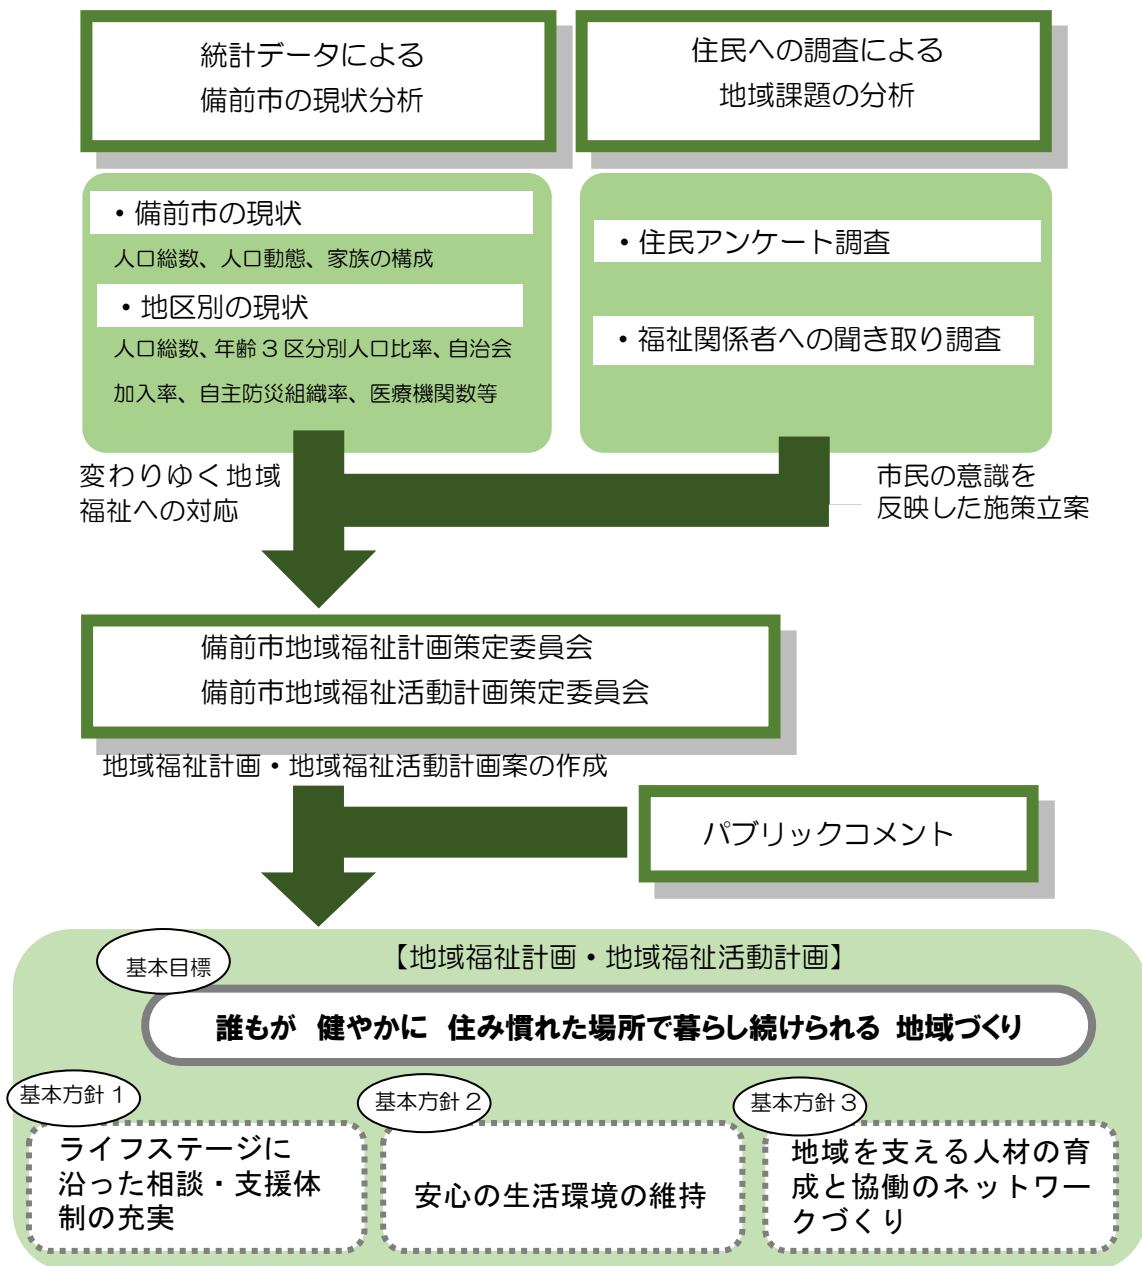 統計データによる
備前市の現状分析
住民への調査による
地域課題の分析
・備前市の現状
人口総数、人口動態、家族の構成
・地区別の現状
人口総数、年齢３区分別人口比率、自治会
加入率、自主防災組織率、医療機関数等
・住民アンケート調査
・福祉関係者への聞き取り調査
変わりゆく地域
福祉への対応
市民の意識を
反映した施策立案
備前市地域福祉計画策定委員会
備前市地域福祉活動計画策定委員会
地域福祉計画・地域福祉活動計画案の作成
パブリックコメント
基本目標
【地域福祉計画・地域福祉活動計画】
誰もが 健やかに 住み慣れた場所で暮らし続けられる 地域づくり
基本方針１
ライフステージに
沿った相談・支援体
制の充実
基本方針２
安心の生活環境の維持
基本方針３
地域を支える人材の育
成と協働のネットワー
クづくり